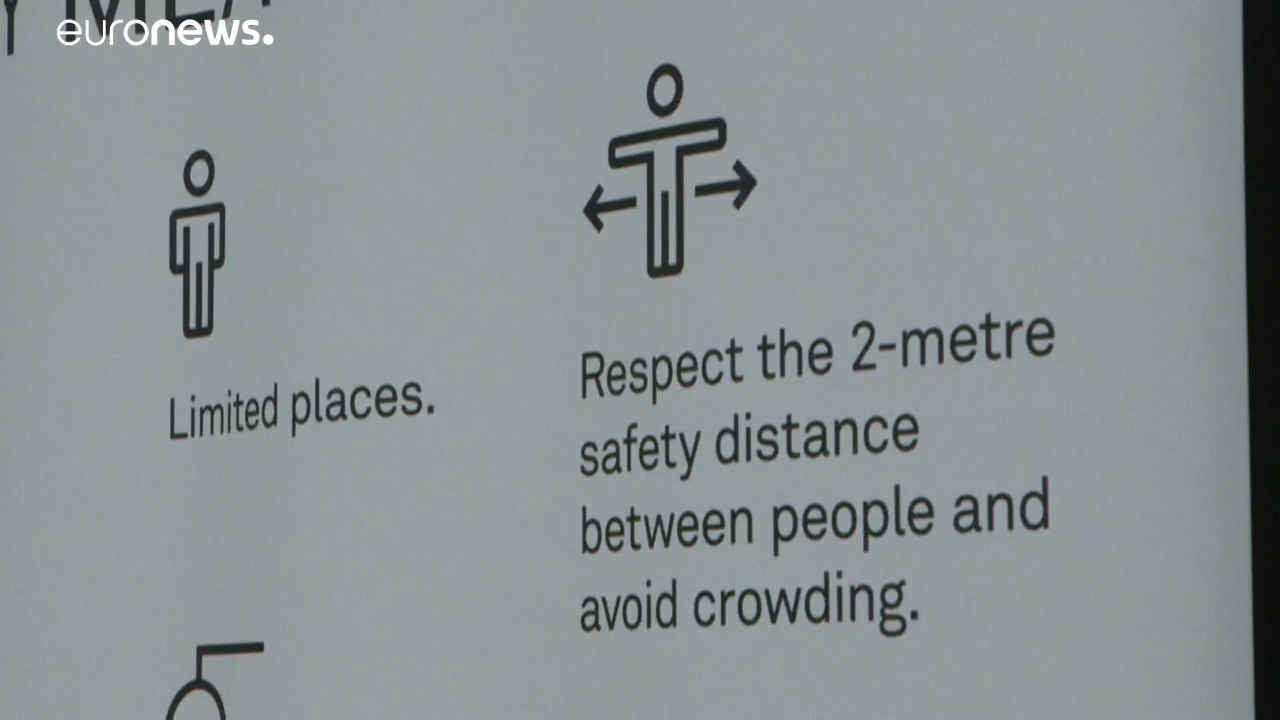 euronews.
Limited places.
Respect the 2-metre
safety distance
between people and
avoid crowding.